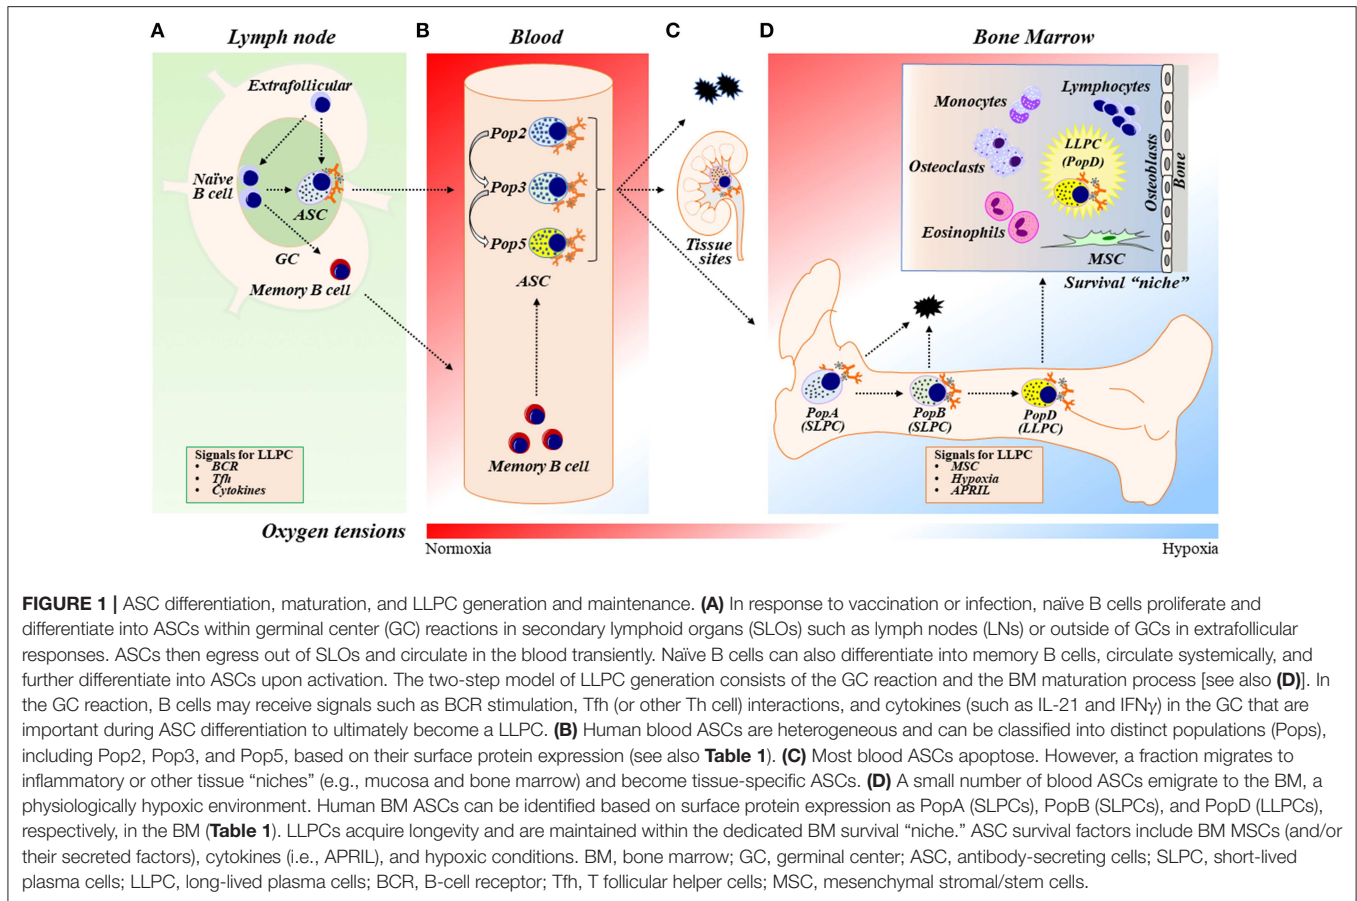 A
Lymph node
Extrafollicular
Naïve
B cell
ASC
GC
Memory B cell
Signals for LLPC
• BCR
• Tfh
• Cytokines
B
Blood
Pop2
Pop3
Pop5
ASC
Memory B cell
C
Tissue
sites
D
Bone Marrow
Monocytes
Lymphocytes
Osteoclasts
LLPC
(PopD)
Eosinophils
MSC
Osteoblasts
Bone
Survival “niche”
PopA
(SLPC)
PopB
(SLPC)
PopD
(LLPC)
Signals for LLPC
• MSC
• Hypoxia
• APRIL
Oxygen tensions
Normoxia
Hypoxia
FIGURE 1 | ASC differentiation, maturation, and LLPC generation and maintenance. (A) In response to vaccination or infection, naïve B cells proliferate and
differentiate into ASCs within germinal center (GC) reactions in secondary lymphoid organs (SLOs) such as lymph nodes (LNs) or outside of GCs in extrafollicular
responses. ASCs then egress out of SLOs and circulate in the blood transiently. Naïve B cells can also differentiate into memory B cells, circulate systemically, and
further differentiate into ASCs upon activation. The two-step model of LLPC generation consists of the GC reaction and the BM maturation process [see also (D)]. In
the GC reaction, B cells may receive signals such as BCR stimulation, Tfh (or other Th cell) interactions, and cytokines (such as IL-21 and IFNγ) in the GC that are
important during ASC differentiation to ultimately become a LLPC. (B) Human blood ASCs are heterogeneous and can be classified into distinct populations (Pops),
including Pop2, Pop3, and Pop5, based on their surface protein expression (see also Table 1). (C) Most blood ASCs apoptose. However, a fraction migrates to
inflammatory or other tissue “niches” (e.g., mucosa and bone marrow) and become tissue-specific ASCs. (D) A small number of blood ASCs emigrate to the BM, a
physiologically hypoxic environment. Human BM ASCs can be identified based on surface protein expression as PopA (SLPCs), PopB (SLPCs), and PopD (LLPCs),
respectively, in the BM (Table 1). LLPCs acquire longevity and are maintained within the dedicated BM survival “niche.” ASC survival factors include BM MSCs (and/or
their secreted factors), cytokines (i.e., APRIL), and hypoxic conditions. BM, bone marrow; GC, germinal center; ASC, antibody-secreting cells; SLPC, short-lived
plasma cells; LLPC, long-lived plasma cells; BCR, B-cell receptor; Tfh, T follicular helper cells; MSC, mesenchymal stromal/stem cells.